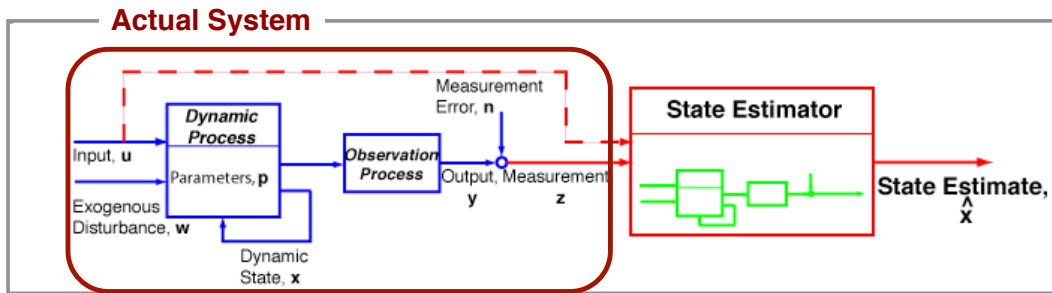 Actual System
Dynamic
Process
Parameters, p
Input, u
Exogenous
Disturbance, w
Dynamic
State, x
Observation
Process
Measurement
Error, n
Output, Measurement
y z
State Estimator
State Estimate,
x̂